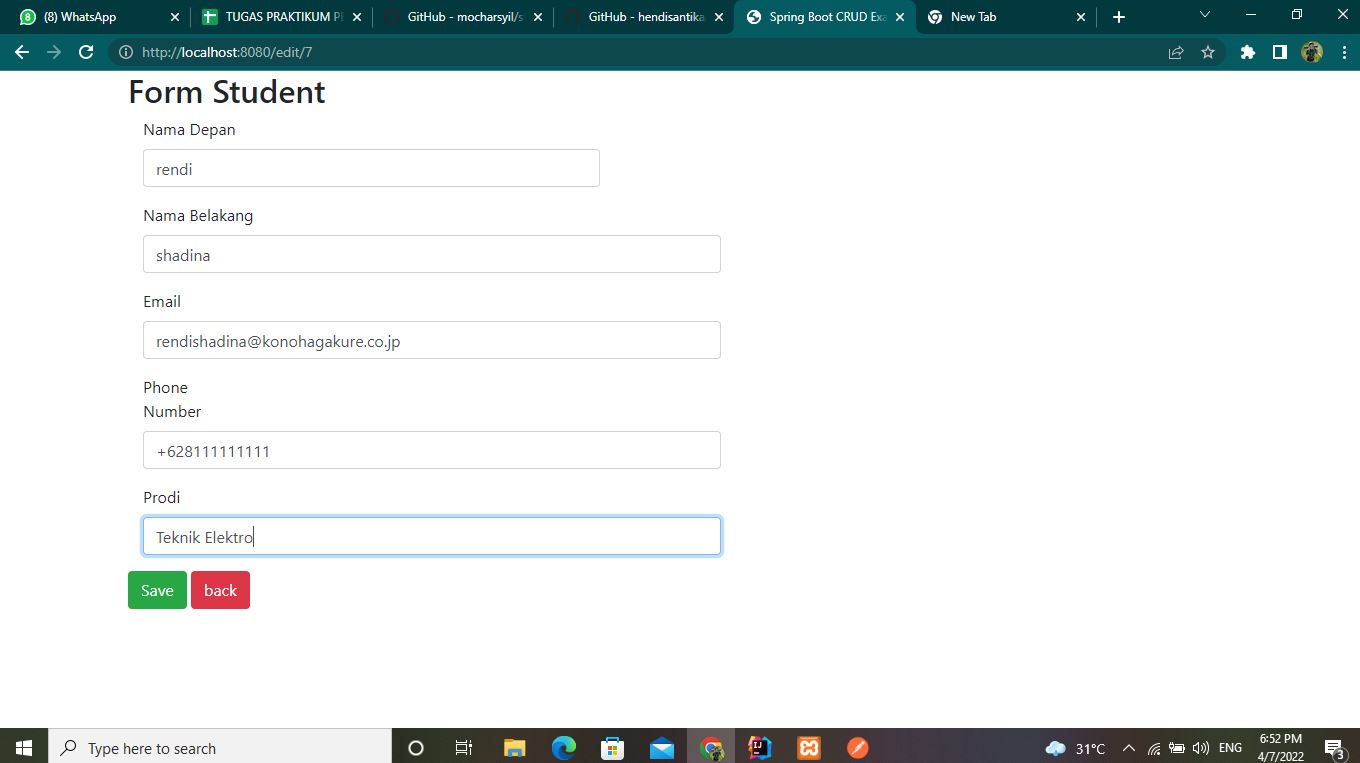 (8) WhatsApp
TUGAS PRAKTIKUM PE
GitHub - mocharsyil/s
GitHub - hendisantika
Spring Boot CRUD Exa
New Tab
http://localhost:8080/edit/7
Form Student
Nama Depan
rendi
Nama Belakang
shadina
Email
rendishadina@konohagakure.co.jp
Phone
Number
+628111111111
Prodi
Teknik Elektro
Save back
Type here to search
31°C
ENG
6:52 PM
4/7/2022
3